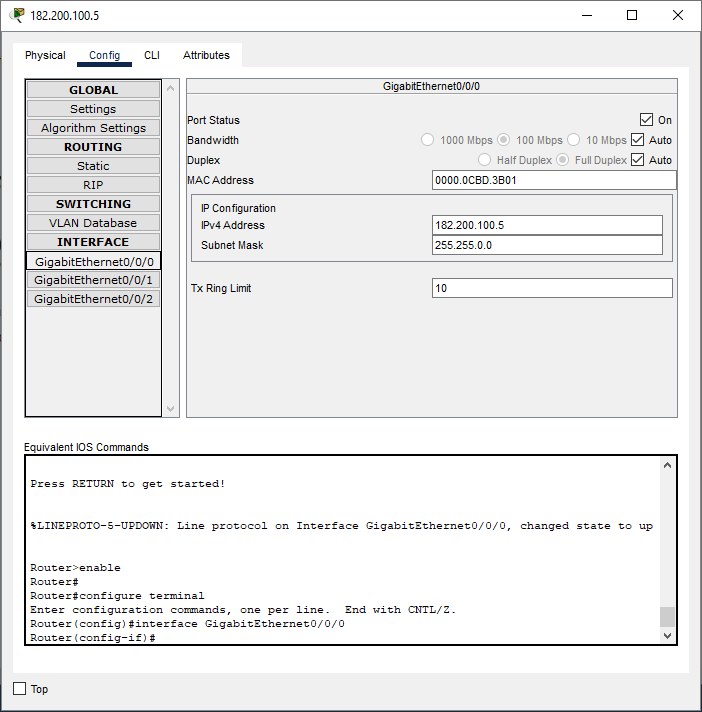 182.200.100.5
Physical Config CLI Attributes
GLOBAL
Settings
Algorithm Settings
ROUTING
Static
RIP
SWITCHING
VLAN Database
INTERFACE
GigabitEthernet0/0/0
GigabitEthernet0/0/1
GigabitEthernet0/0/2
GigabitEthernet0/0/0
Port Status On
Bandwidth 1000 Mbps 100 Mbps 10 Mbps Auto
Duplex Half Duplex Full Duplex Auto
MAC Address 0000.0CBD.3B01
IP Configuration
IPv4 Address 182.200.100.5
Subnet Mask 255.255.0.0
Tx Ring Limit 10
Equivalent IOS Commands
Press RETURN to get started!
%LINEPROTO-5-UPDOWN: Line protocol on Interface GigabitEthernet0/0/0, changed state to up
Router>enable
Router#
Router#configure terminal
Enter configuration commands, one per line. End with CNTL/Z.
Router(config)#interface GigabitEthernet0/0/0
Router(config-if)#
Top